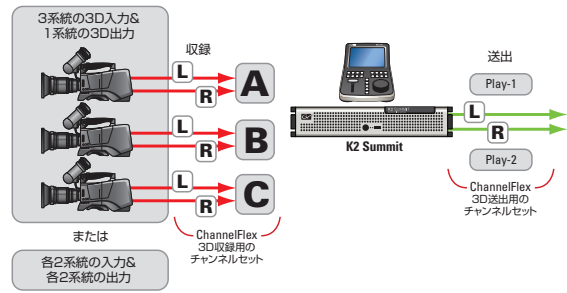 3系統の3D入力&
1系統の3D出力
収録
L
R
A
L
R
B
L
R
C
ChannelFlex
3D収録用の
チャンネルセット
または
各2系統の入力&
各2系統の出力
K2 Summit
送出
Play-1
L
R
Play-2
ChannelFlex
3D送出用の
チャンネルセット